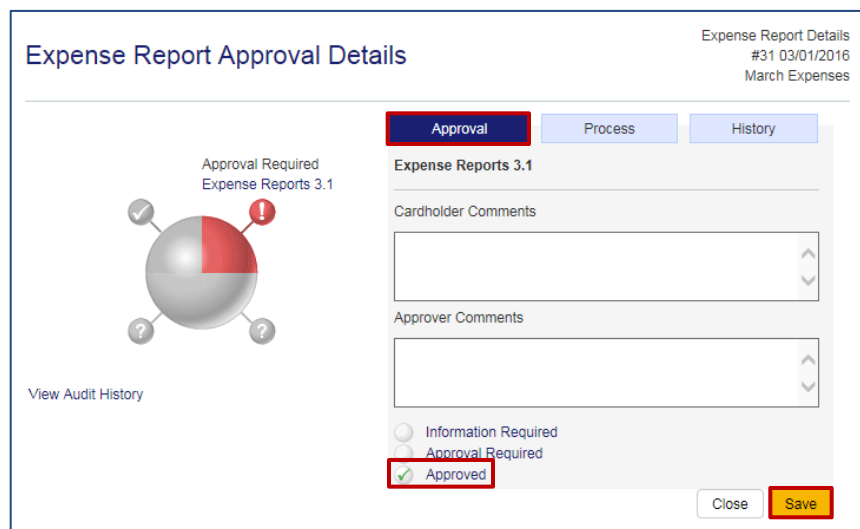 Expense Report Approval Details
Expense Report Details
#31 03/01/2016
March Expenses
Approval
Process
History
Approval Required
Expense Reports 3.1
Expense Reports 3.1
Cardholder Comments
Approver Comments
View Audit History
Information Required
Approval Required
Approved
Close
Save